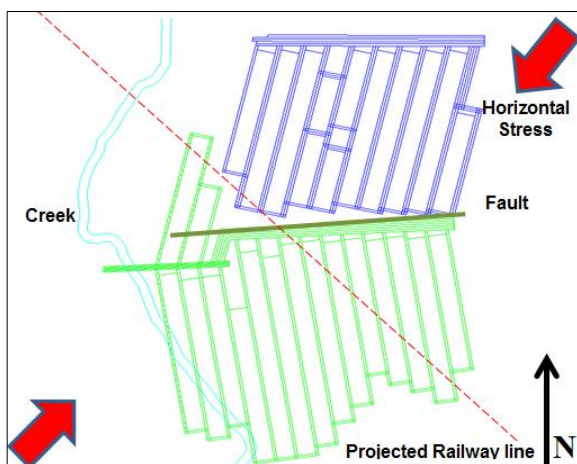 Horizontal
Stress
Fault
Creek
Projected Railway line
N